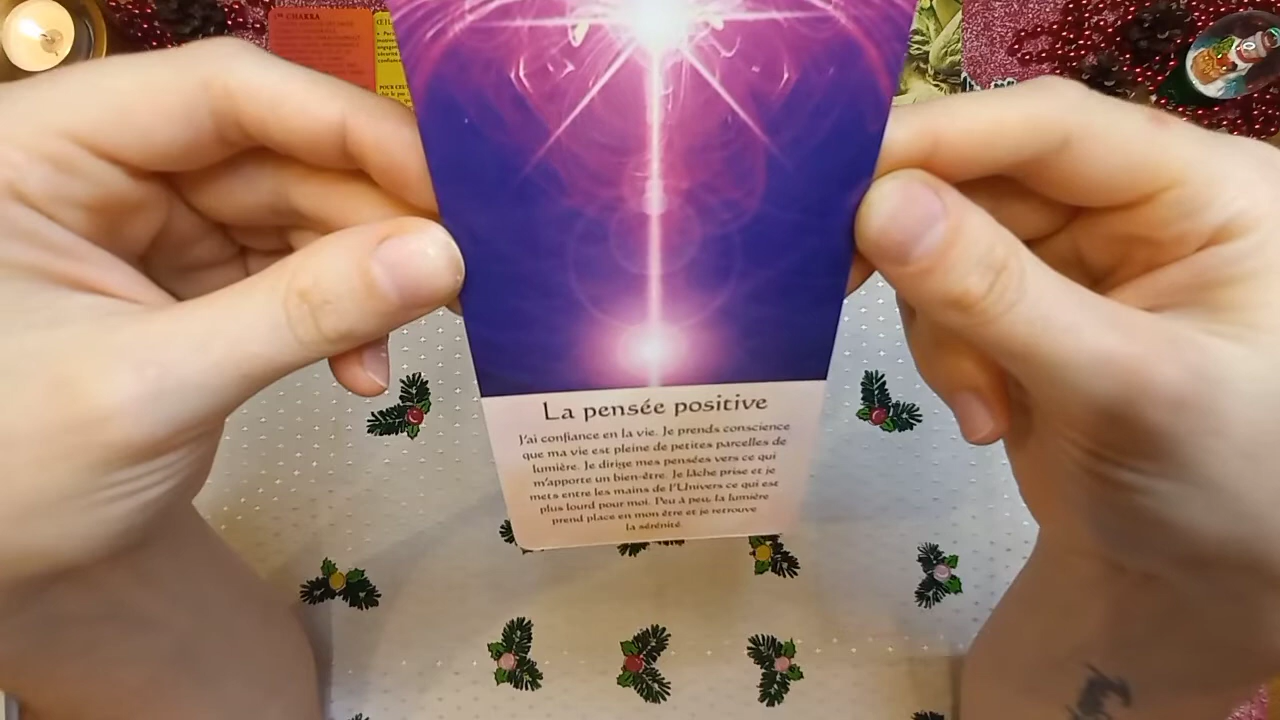 1er CHAKRA
La pensée positive
J'ai confiance en la vie. Je prends conscience
que ma vie est pleine de petites parcelles de
lumière. Je dirige mes pensées vers ce qui
m'apporte un bien-être. Je lâche prise et je
mets entre les mains de l'Univers ce qui est
plus lourd pour moi. Peu à peu, la lumière
prend place en mon être et je retrouve
la sérénité.